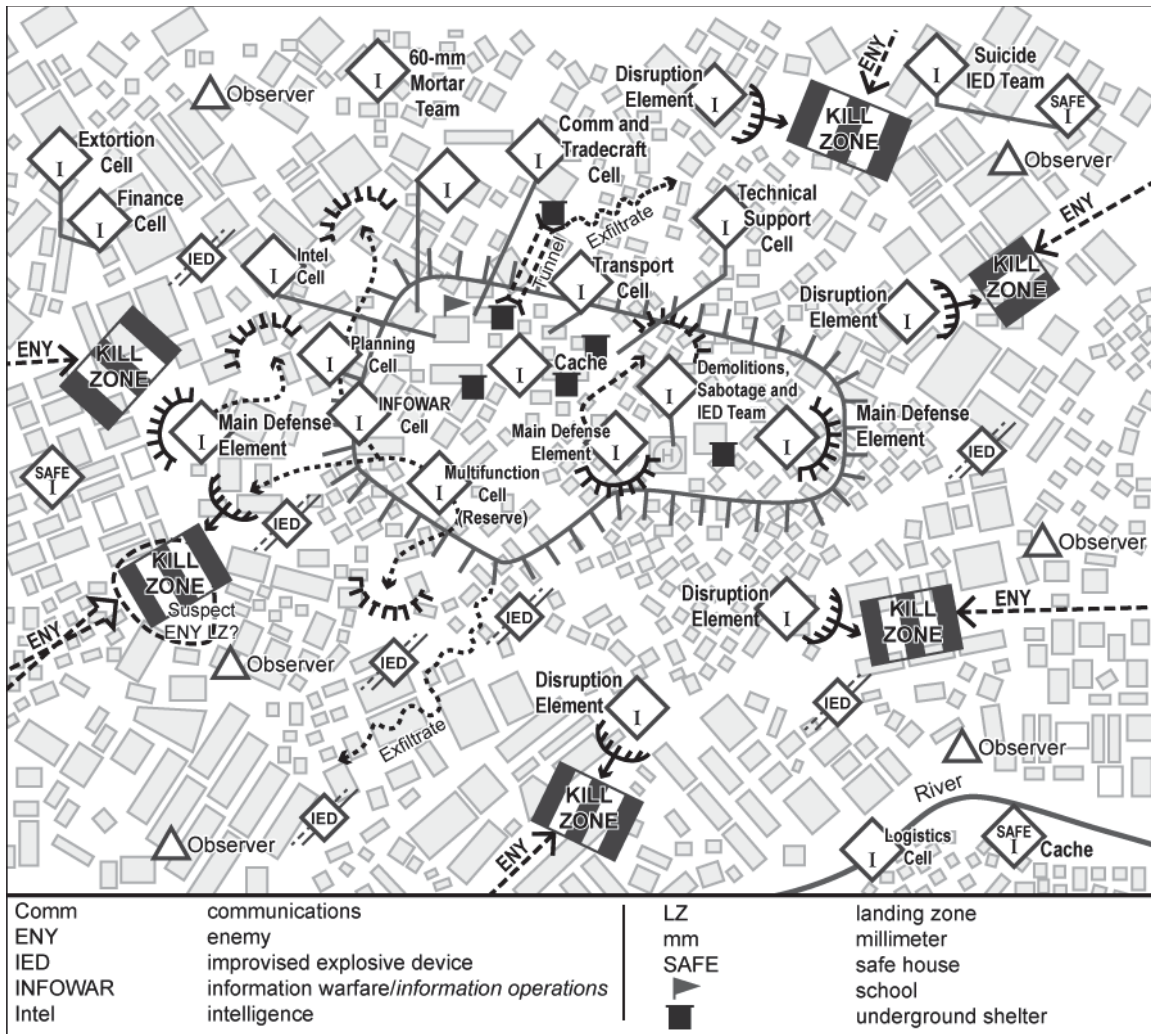 60-mm
Mortar
Team
I
Observer
Disruption
Element
I
ENY
KILL
ZONE
Suicide
IED Team
I
SAFE
I
Observer
Extortion
Cell
I
Finance
Cell
I
Comm and
Tradecraft
Cell
I
I
Exfiltrate
Tunnel
Technical
Support
Cell
I
ENY
KILL
ZONE
IED
Intel
Cell
I
Transport
Cell
I
Disruption
Element
I
ENY
KILL
ZONE
Planning
Cell
I
Cache
I
INFOWAR
Cell
I
Demolitions,
Sabotage and
IED Team
I
Main Defense
Element
I
Main Defense
Element
I
H
Main Defense
Element
I
SAFE
I
IED
Multifunction
Cell
(Reserve)
I
IED
KILL
ZONE
Suspect
ENY LZ?
ENY
Observer
Observer
IED
IED
Disruption
Element
I
KILL
ZONE
ENY
Exfiltrate
Disruption
Element
I
IED
Observer
IED
Observer
KILL
ZONE
ENY
River
Logistics
Cell
I
SAFE
I
Cache
Comm communications
ENY enemy
IED improvised explosive device
INFOWAR information warfare/information operations
Intel intelligence
LZ landing zone
mm millimeter
SAFE safe house
school
underground shelter